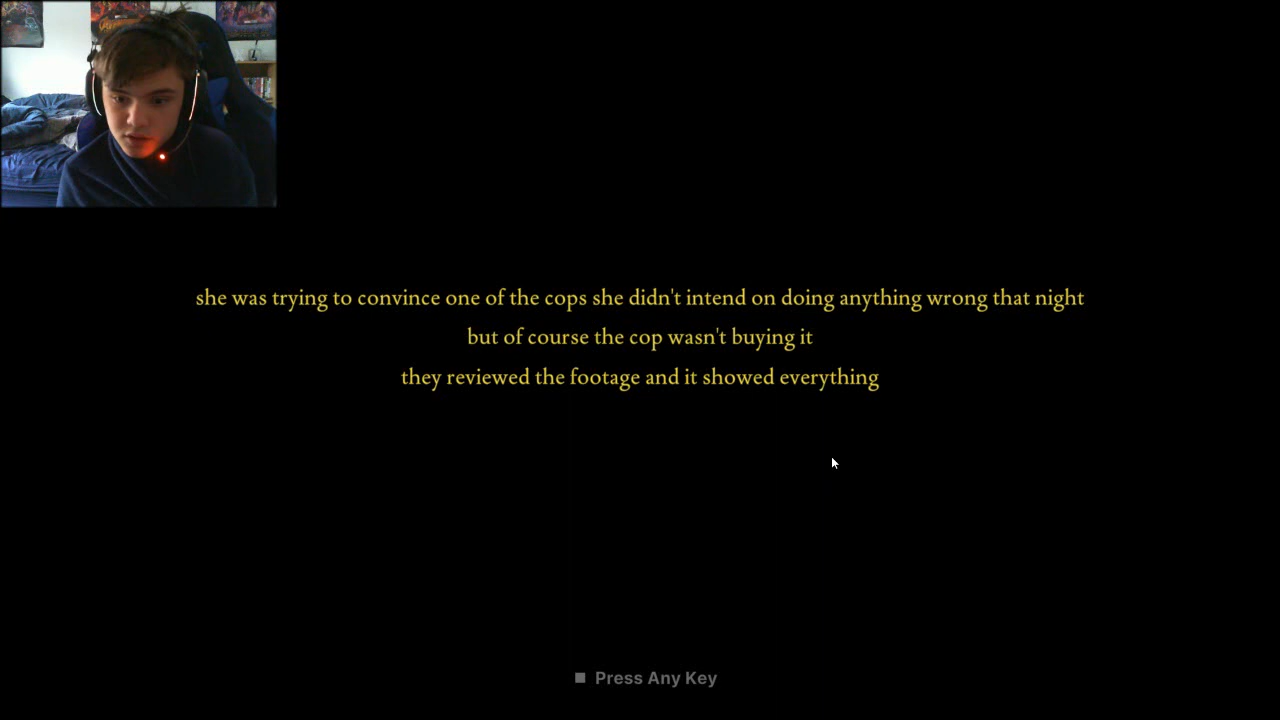 she was trying to convince one of the cops she didn't intend on doing anything wrong that night
but of course the cop wasn't buying it
they reviewed the footage and it showed everything
Press Any Key